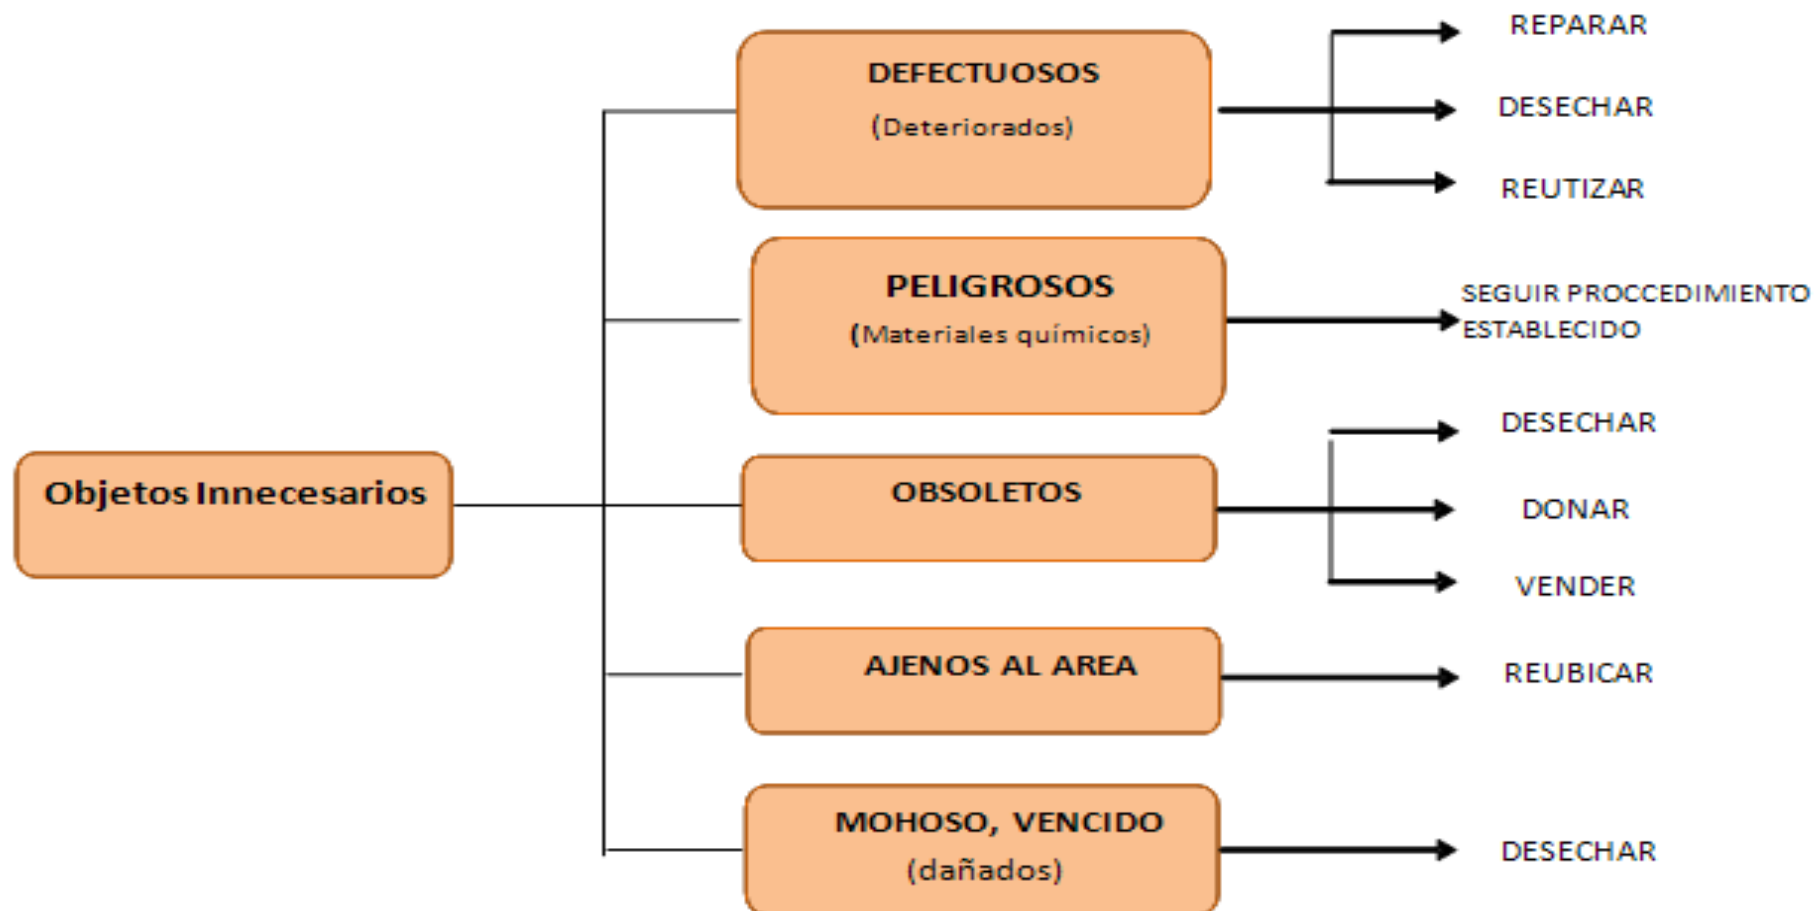 REPARAR
DEFECTUOSOS
(Deteriorados)
DESECHAR
REUTIZAR
PELIGROSOS
(Materiales químicos)
SEGUIR PROCCEDIMIENTO
ESTABLECIDO
Objetos Innecesarios
OBSOLETOS
DESECHAR
DONAR
VENDER
AJENOS AL AREA
REUBICAR
MOHOSO, VENCIDO
(dañados)
DESECHAR